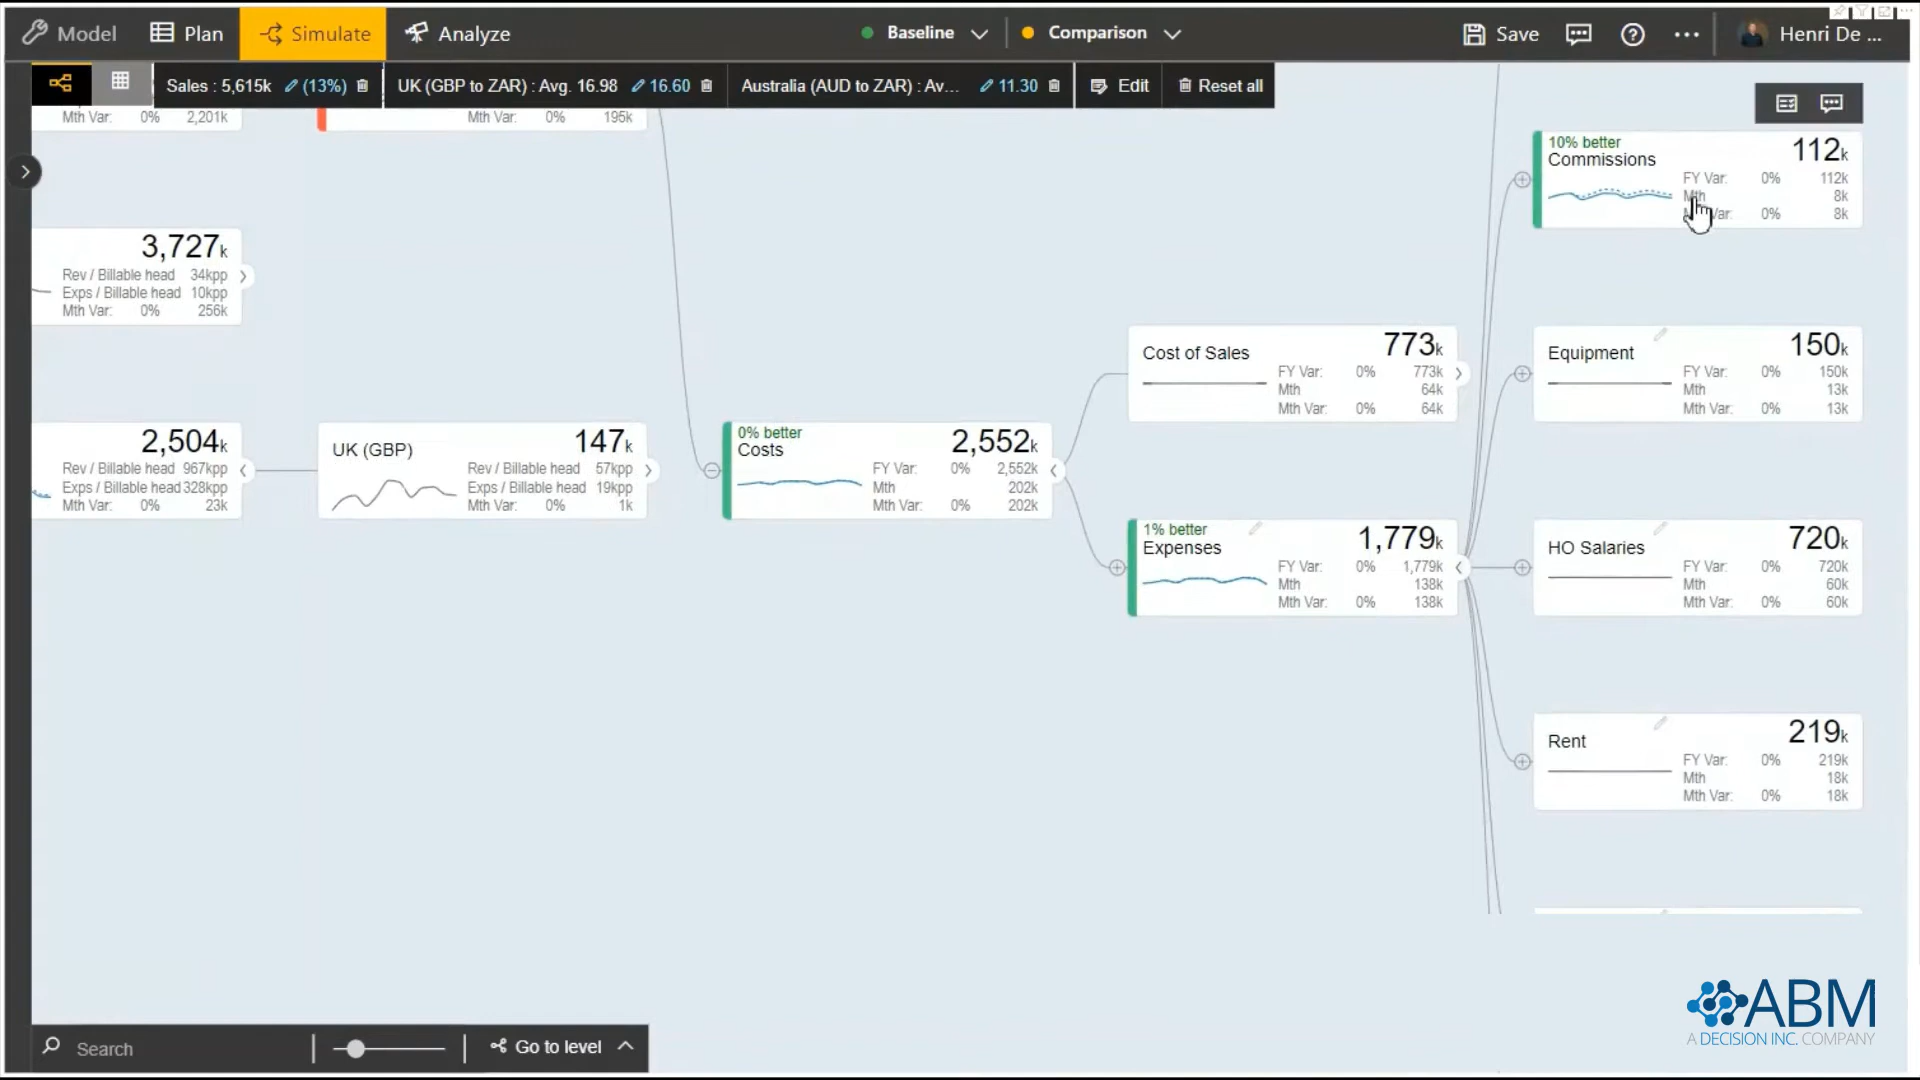 Model
Plan
Simulate
Analyze
Baseline
Comparison
Save
Henri De ...
Sales : 5,615k (13%)
UK (GBP to ZAR) : Avg. 16.98 16.60
Australia (AUD to ZAR) : Av... 11.30
Edit
Reset all
Mth Var: 0% 2,201k
Mth Var: 0% 195k
10% better
Commissions
112k
FY Var: 0% 112k
Mth 8k
Var: 0% 8k
3,727k
Rev / Billable head 34kpp
Exps / Billable head 10kpp
Mth Var: 0% 256k
Cost of Sales
773k
FY Var: 0% 773k
Mth 64k
Mth Var: 0% 64k
Equipment
150k
FY Var: 0% 150k
Mth 13k
Mth Var: 0% 13k
2,504k
Rev / Billable head 967kpp
Exps / Billable head 328kpp
Mth Var: 0% 23k
UK (GBP)
147k
Rev / Billable head 57kpp
Exps / Billable head 19kpp
Mth Var: 0% 1k
0% better
Costs
2,552k
FY Var: 0% 2,552k
Mth 202k
Mth Var: 0% 202k
1% better
Expenses
1,779k
FY Var: 0% 1,779k
Mth 138k
Mth Var: 0% 138k
HO Salaries
720k
FY Var: 0% 720k
Mth 60k
Mth Var: 0% 60k
Rent
219k
FY Var: 0% 219k
Mth 18k
Mth Var: 0% 18k
Search
Go to level
ABM
A DECISION INC. COMPANY